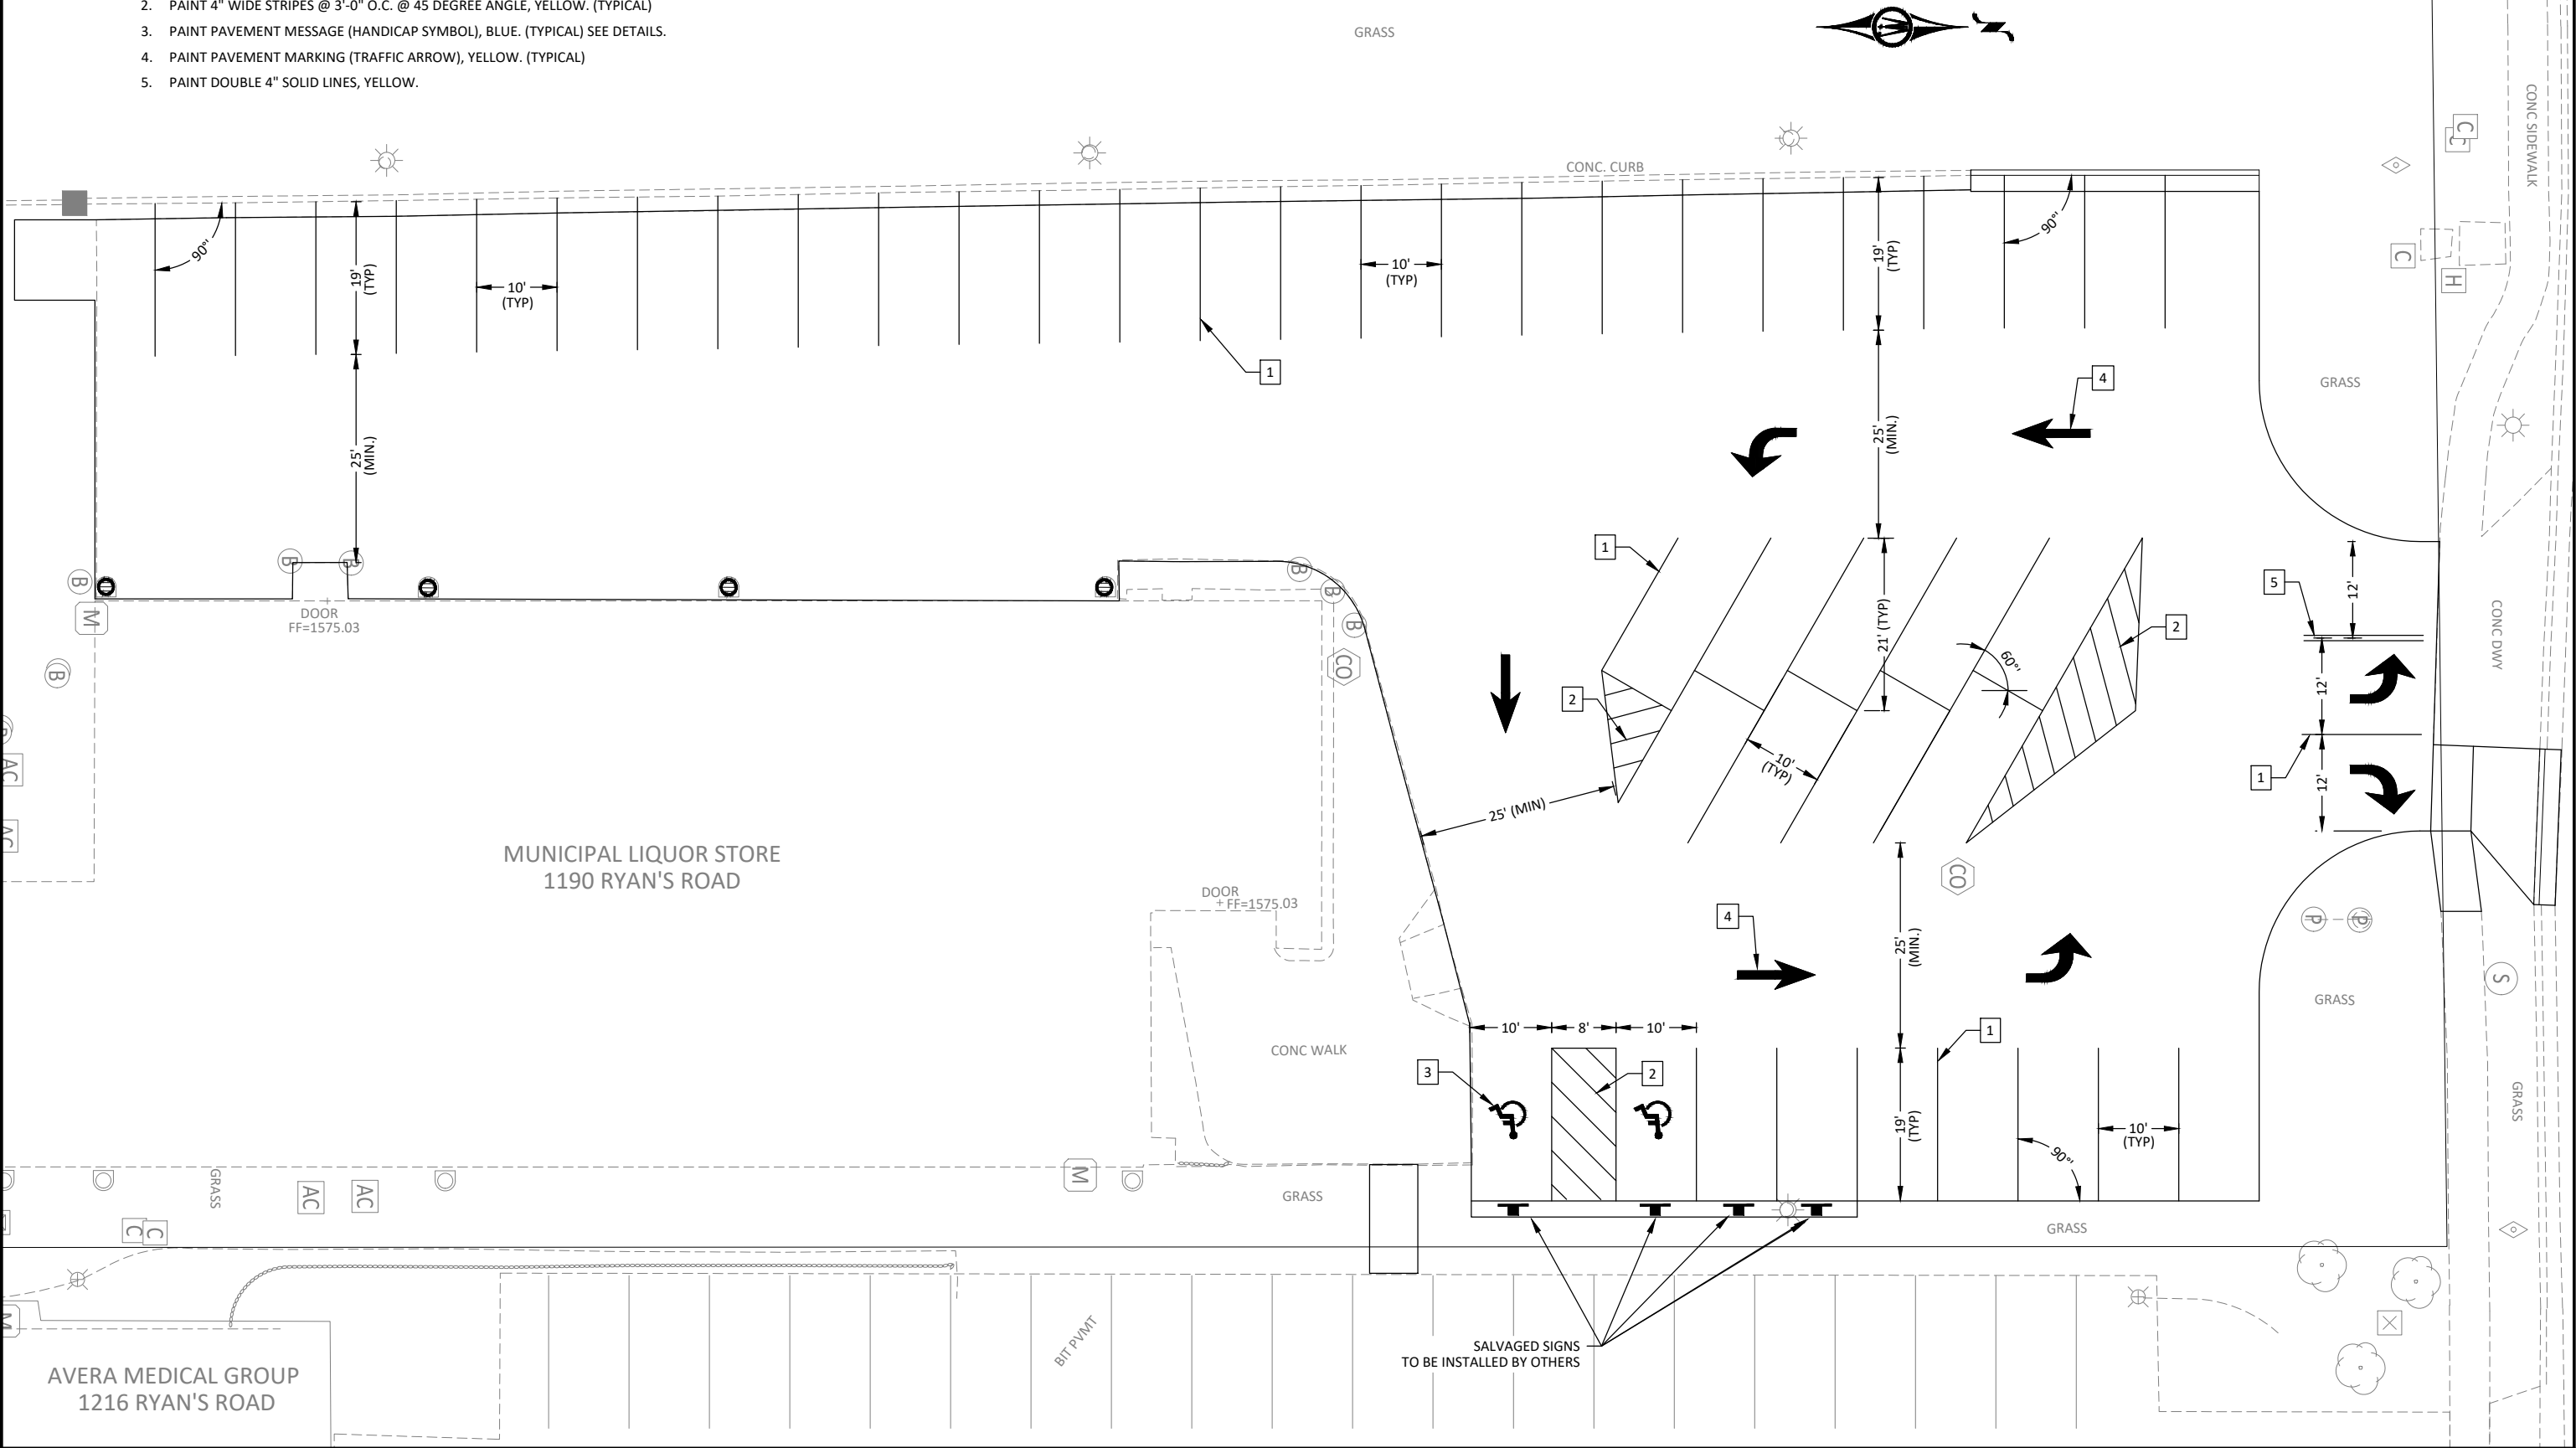 2. PAINT 4" WIDE STRIPES @ 3'-0" O.C. @ 45 DEGREE ANGLE, YELLOW. (TYPICAL)
3. PAINT PAVEMENT MESSAGE (HANDICAP SYMBOL), BLUE. (TYPICAL) SEE DETAILS.
4. PAINT PAVEMENT MARKING (TRAFFIC ARROW), YELLOW. (TYPICAL)
5. PAINT DOUBLE 4" SOLID LINES, YELLOW.
GRASS
CONC SIDEWALK
C
C
CONC. CURB
90°'
19'
(TYP)
10'
(TYP)
10'
(TYP)
19'
(TYP)
90°'
C
H
1
4
GRASS
25'
(MIN.)
25'
(MIN.)
B
B
B
M
DOOR
FF=1575.03
B
B
B
B
CO
1
2
21' (TYP)
60°'
2
10'
(TYP)
25' (MIN)
5
12'
12'
1
12'
CONC DWY
AC
AC
MUNICIPAL LIQUOR STORE
1190 RYAN'S ROAD
DOOR
FF=1575.03
CO
4
25'
(MIN.)
P
P
S
GRASS
10'
8'
10'
1
CONC WALK
3
2
19'
(TYP)
90°'
10'
(TYP)
GRASS
GRASS
AC
AC
C
C
M
GRASS
GRASS
M
BIT PVMT
SALVAGED SIGNS
TO BE INSTALLED BY OTHERS
AVERA MEDICAL GROUP
1216 RYAN'S ROAD